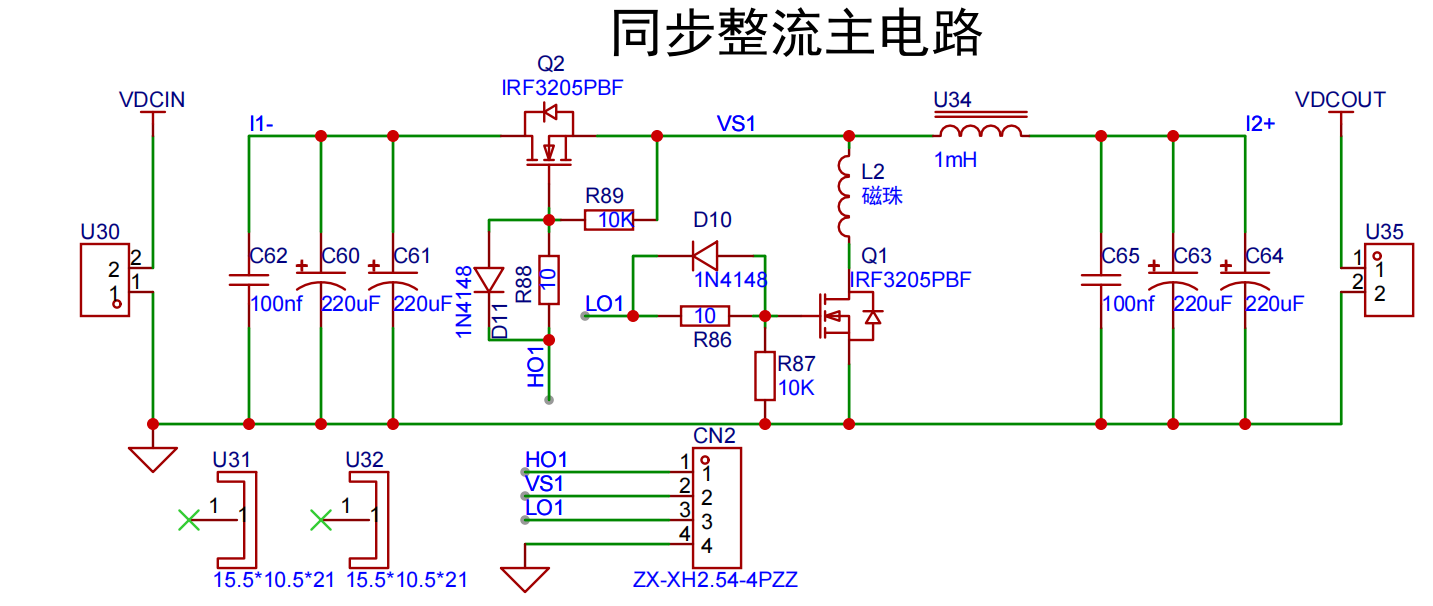 同步整流主电路
Q2
IRF3205PBF
VDCIN
I1-
VS1
U34
1mH
VDCOUT
I2+
L2
磁珠
R89
10K
D10
1N4148
U30
2
1
2
1
C62
100nf
C60
220uF
C61
220uF
1N4148
D11
R88
10
HO1
LO1
10
R86
Q1
IRF3205PBF
R87
10K
C65
100nf
C63
220uF
C64
220uF
U35
1
2
1
2
U31
1
1
15.5*10.5*21
U32
1
1
15.5*10.5*21
CN2
HO1
1
1
VS1
2
2
LO1
3
3
4
4
ZX-XH2.54-4PZZ